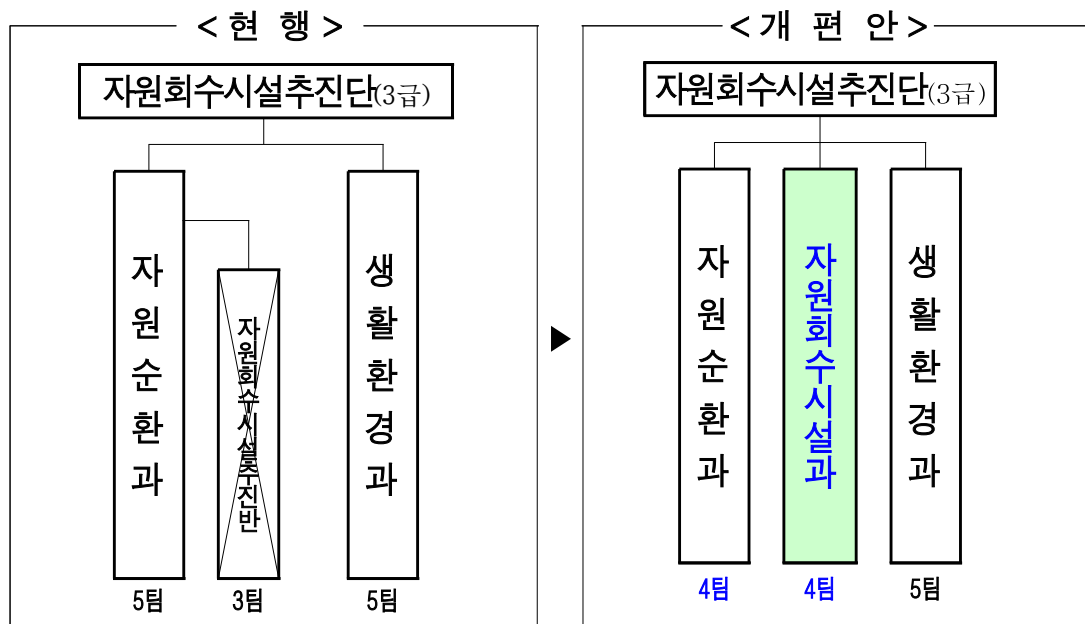 <현 행>
자원회수시설추진단(3급)
자원순환과
자원회수시설추진반
생활환경과
5팀
3팀
5팀
▶
<개 편 안>
자원회수시설추진단(3급)
자원순환과
자원회수시설과
생활환경과
4팀
4팀
5팀